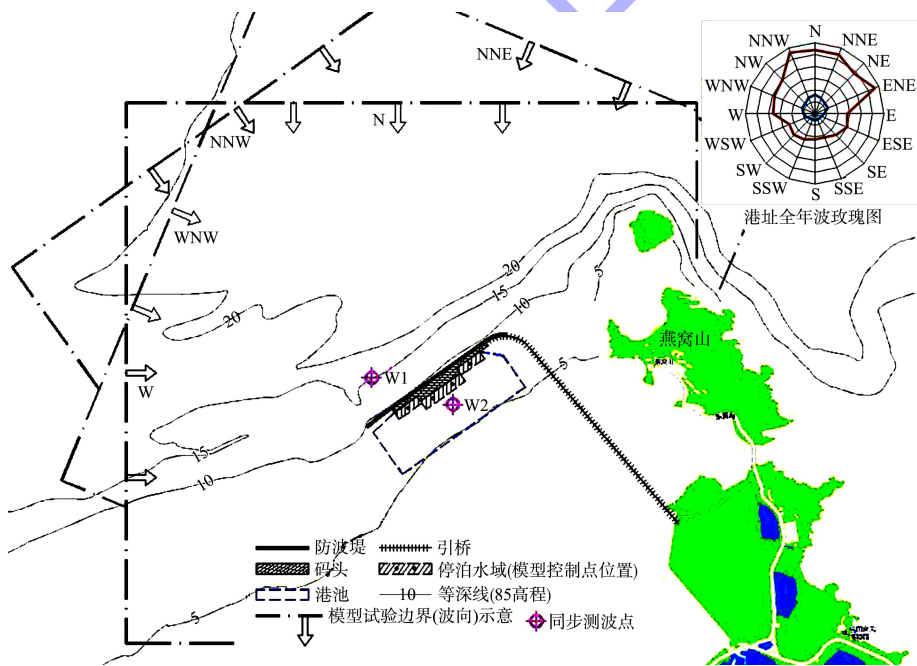 N
NNW
NNE
NW
NE
WNW
ENE
W
E
WSW
ESE
SW
SE
SSW
SSE
S
港址全年波玫瑰图
NNE
N
NNW
WNW
W
20
15
10
5
20
燕窝山
W1
W2
5
15
10
5
防波堤
引桥
码头
停泊水域(模型控制点位置)
港池
10 等深线(85高程)
模型试验边界(波向)示意
同步测波点